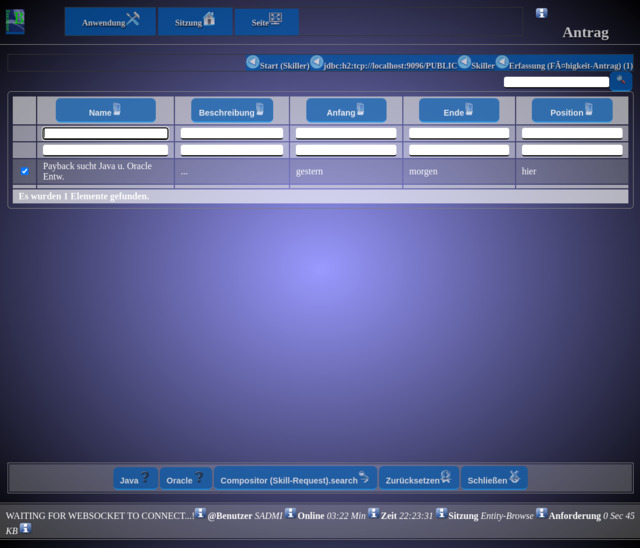 Anwendung Sitzung Seite
Antrag
Start (Skiller) jdbc:h2:tcp://localhost:9096/PUBLIC Skiller Erfassung (FÃ¤higkeit-Antrag) (1)
Name Beschreibung Anfang Ende Position
Payback sucht Java u. Oracle
Entw.
... gestern morgen hier
Es wurden 1 Elemente gefunden.
Java Oracle Compositor (Skill-Request).search Zurücksetzen Schließen
WAITING FOR WEBSOCKET TO CONNECT...! @Benutzer SADMI Online 03:22 Min Zeit 22:23:31 Sitzung Entity-Browse Anforderung 0 Sec 45
KB